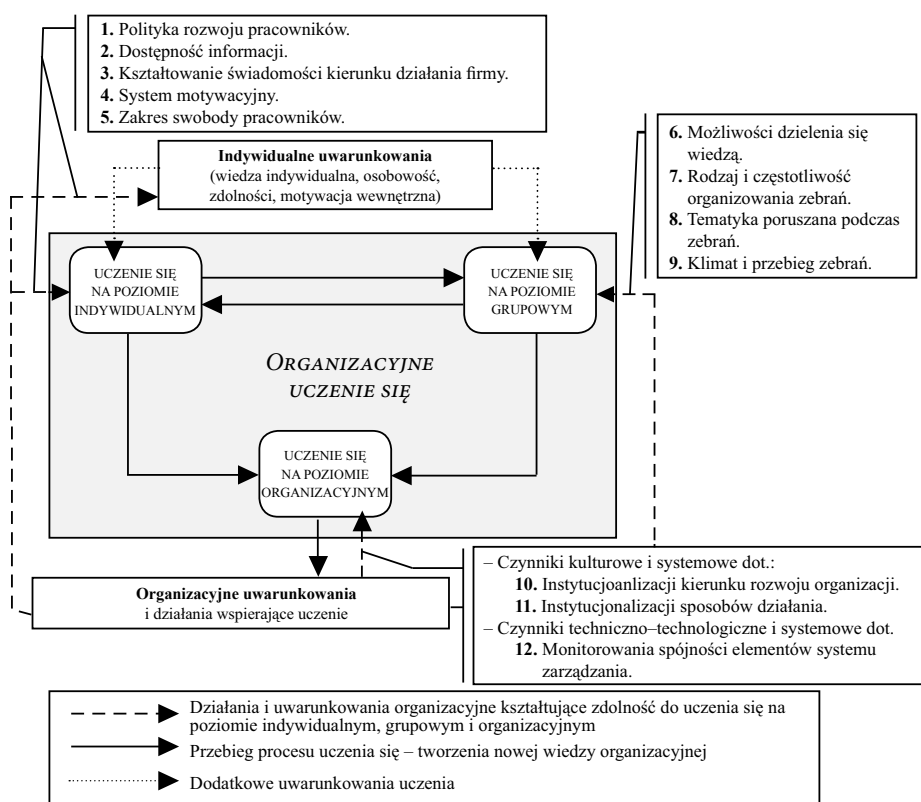 1. Polityka rozwoju pracowników.
2. Dostępność informacji.
3. Kształtowanie świadomości kierunku działania firmy.
4. System motywacyjny.
5. Zakres swobody pracowników.
Indywidualne uwarunkowania
(wiedza indywidualna, osobowość,
zdolności, motywacja wewnętrzna)
6. Możliwości dzielenia się
wiedzą.
7. Rodzaj i częstotliwość
organizowania zebrań.
8. Tematyka poruszana podczas
zebrań.
9. Klimat i przebieg zebrań.
UCZENIE SIĘ
NA POZIOMIE
INDYWIDUALNYM
UCZENIE SIĘ
NA POZIOMIE
GRUPOWYM
ORGANIZACYJNE
UCZENIE SIĘ
UCZENIE SIĘ
NA POZIOMIE
ORGANIZACYJNYM
Organizacyjne uwarunkowania
i działania wspierające uczenie
– Czynniki kulturowe i systemowe dot.:
10. Instytucjoanlizacji kierunku rozwoju organizacji.
11. Instytucjonalizacji sposobów działania.
– Czynniki techniczno–technologiczne i systemowe dot.
12. Monitorowania spójności elementów systemu
zarządzania.
Działania i uwarunkowania organizacyjne kształtujące zdolność do uczenia się na
poziomie indywidualnym, grupowym i organizacyjnym
Przebieg procesu uczenia się – tworzenia nowej wiedzy organizacyjnej
Dodatkowe uwarunkowania uczenia